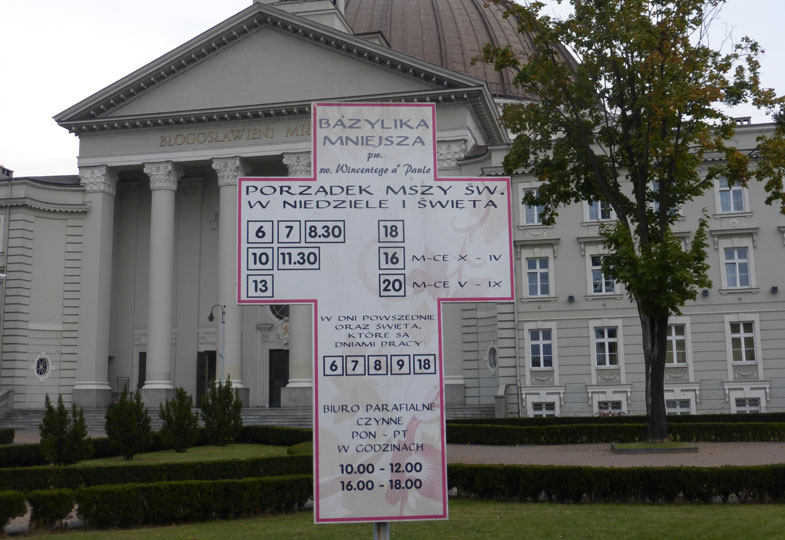 BŁOGOSŁAWIENI
BAZYLIKA
MNIEJSZA
pw.
św. Wincentego a' Paulo
PORZĄDEK MSZY ŚW.
W NIEDZIELE I ŚWIĘTA
6 7 8.30 18
10 11.30 16 M-CE X - IV
13 20 M-CE V - IX
W DNI POWSZEDNIE
ORAZ ŚWIĘTA,
KTÓRE SĄ
DNIAMI PRACY
6 7 8 9 18
BIURO PARAFIALNE
CZYNNE
PON - PT
W GODZINACH
10.00 - 12.00
16.00 - 18.00